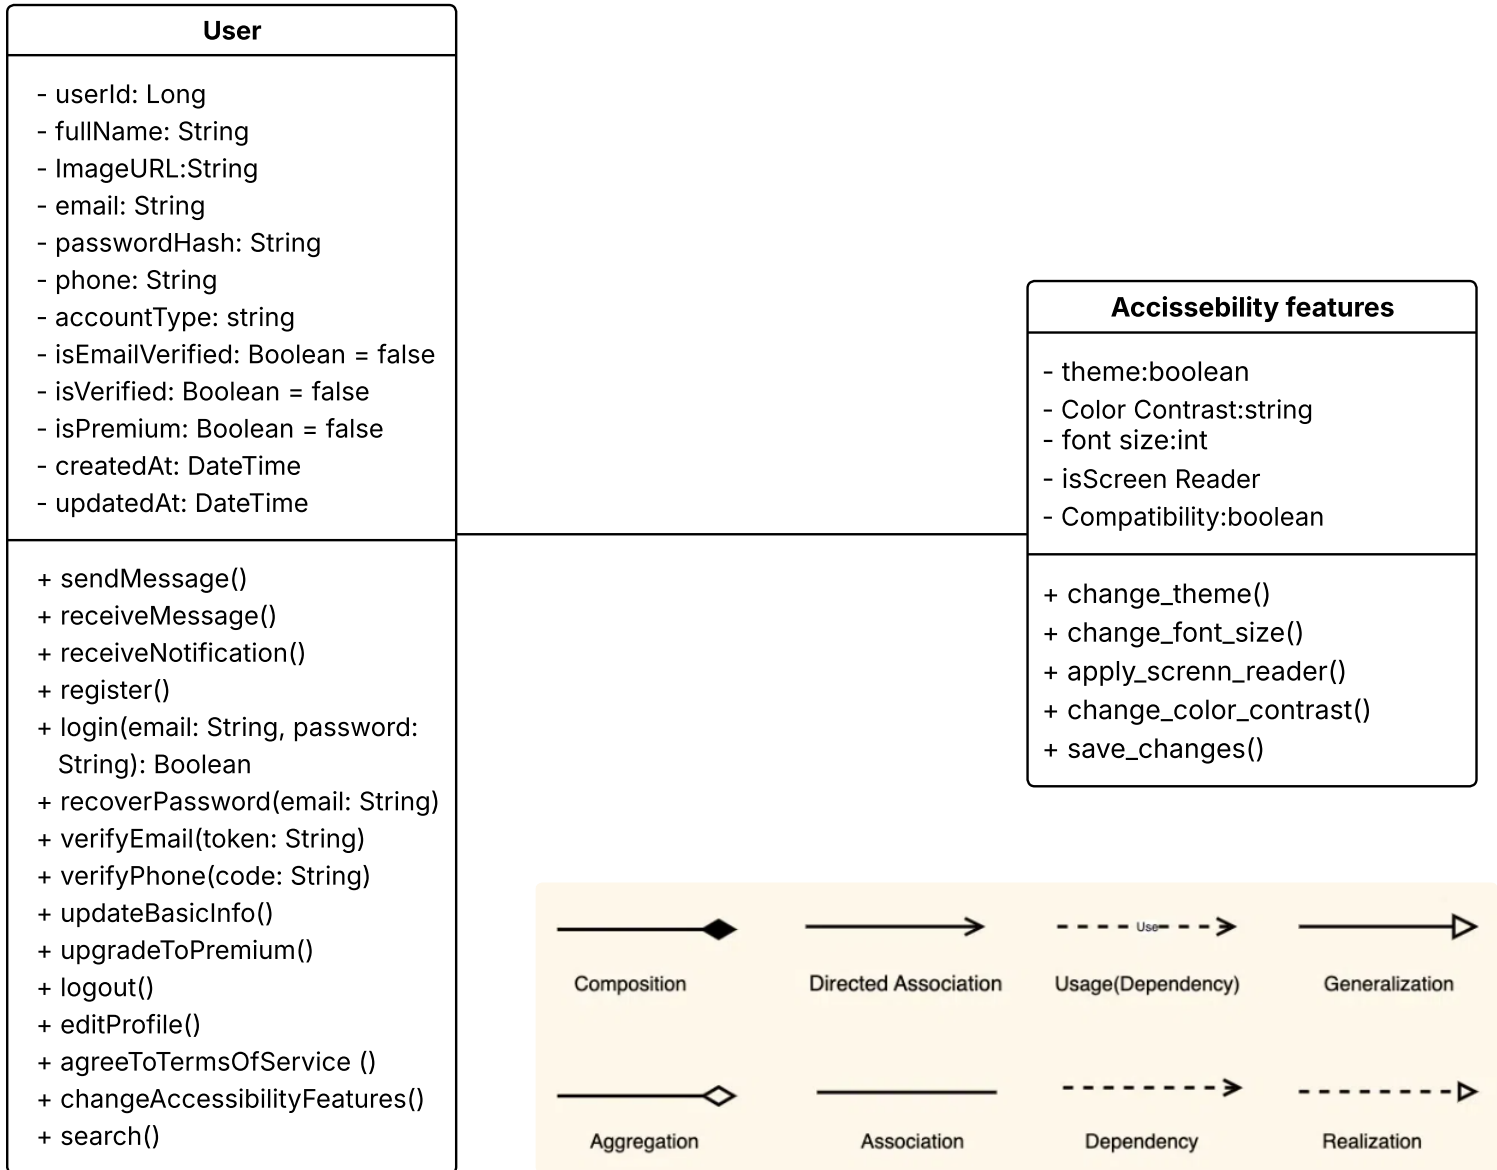 User
- userId: Long
- fullName: String
- ImageURL:String
- email: String
- passwordHash: String
- phone: String
- accountType: string
- isEmailVerified: Boolean = false
- isVerified: Boolean = false
- isPremium: Boolean = false
- createdAt: DateTime
- updatedAt: DateTime
+ sendMessage()
+ receiveMessage()
+ receiveNotification()
+ register()
+ login(email: String, password:
String): Boolean
+ recoverPassword(email: String)
+ verifyEmail(token: String)
+ verifyPhone(code: String)
+ updateBasicInfo()
+ upgradeToPremium()
+ logout()
+ editProfile()
+ agreeToTermsOfService ()
+ changeAccessibilityFeatures()
+ search()
Accissebility features
- theme:boolean
- Color Contrast:string
- font size:int
- isScreen Reader
- Compatibility:boolean
+ change_theme()
+ change_font_size()
+ apply_screnn_reader()
+ change_color_contrast()
+ save_changes()
Use
Composition
Directed Association
Usage(Dependency)
Generalization
Aggregation
Association
Dependency
Realization